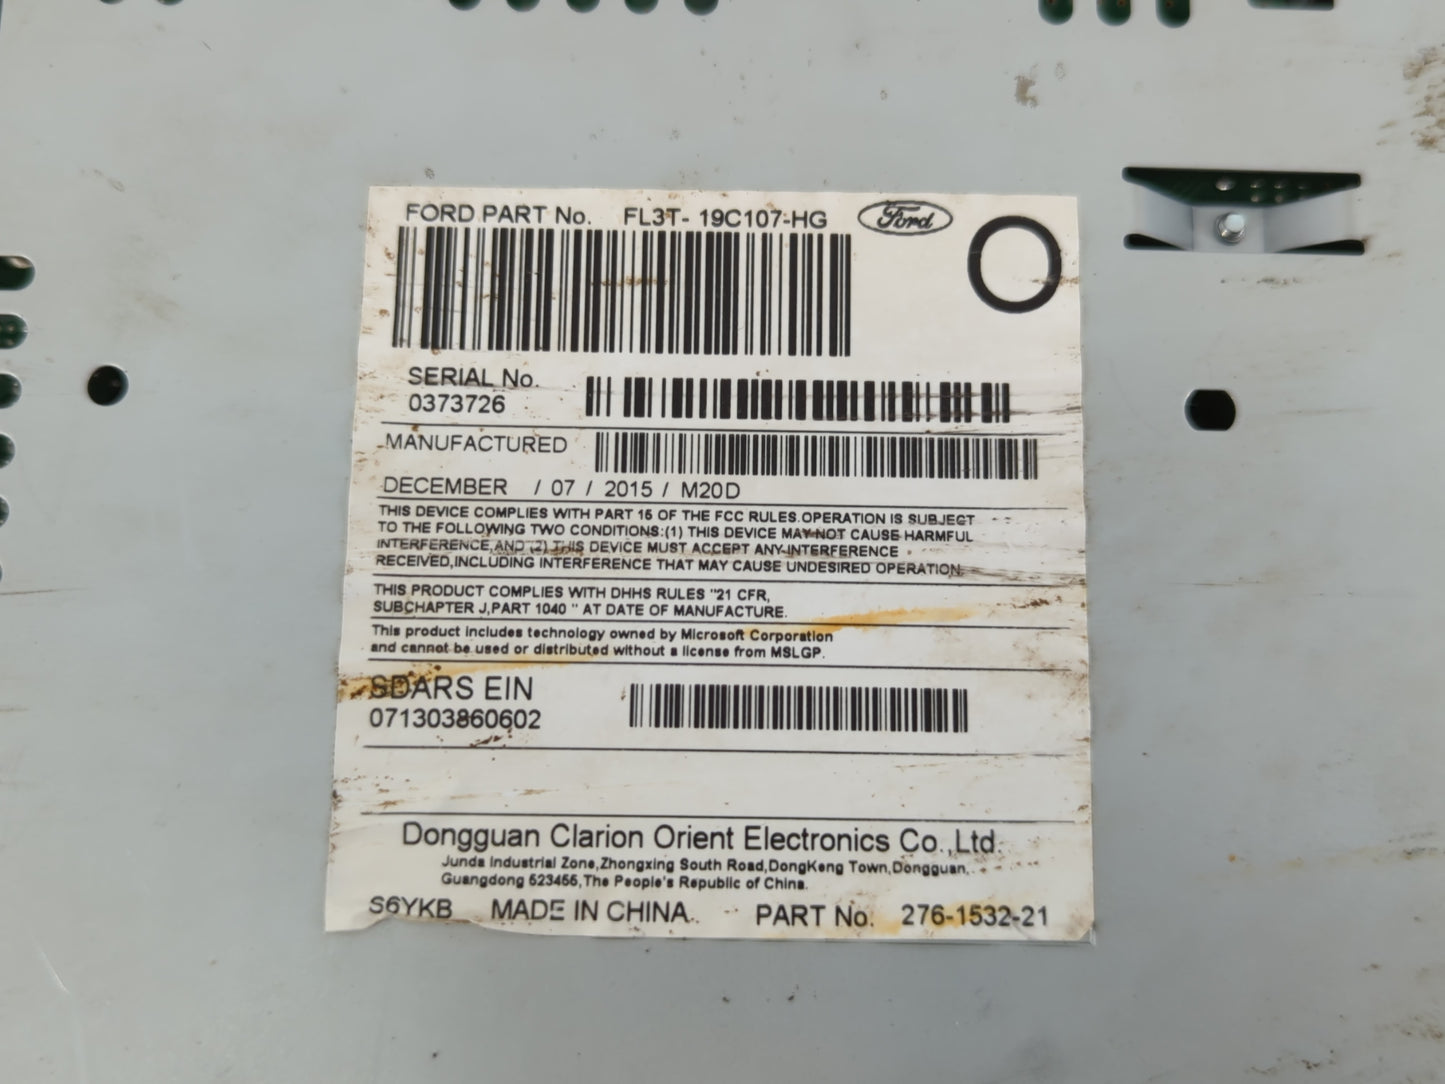 FORD PART No. FL3T- 19C107-HG Ford
O
SERIAL No.
0373726
MANUFACTURED
DECEMBER / 07 / 2015 / M20D
THIS DEVICE COMPLIES WITH PART 15 OF THE FCC RULES.OPERATION IS SUBJECT
TO THE FOLLOWING TWO CONDITIONS:(1) THIS DEVICE MAY NOT CAUSE HARMFUL
INTERFERENCE,AND (2) THIS DEVICE MUST ACCEPT ANY INTERFERENCE
RECEIVED,INCLUDING INTERFERENCE THAT MAY CAUSE UNDESIRED OPERATION.
THIS PRODUCT COMPLIES WITH DHHS RULES "21 CFR,
SUBCHAPTER J,PART 1040 " AT DATE OF MANUFACTURE.
This product includes technology owned by Microsoft Corporation
and cannot be used or distributed without a license from MSLGP.
SDARS EIN
071303860602
Dongguan Clarion Orient Electronics Co.,Ltd.
Junda Industrial Zone,Zhongxing South Road,DongKeng Town,Dongguan,
Guangdong 523455,The People's Republic of China.
S6YKB MADE IN CHINA. PART No. 276-1532-21